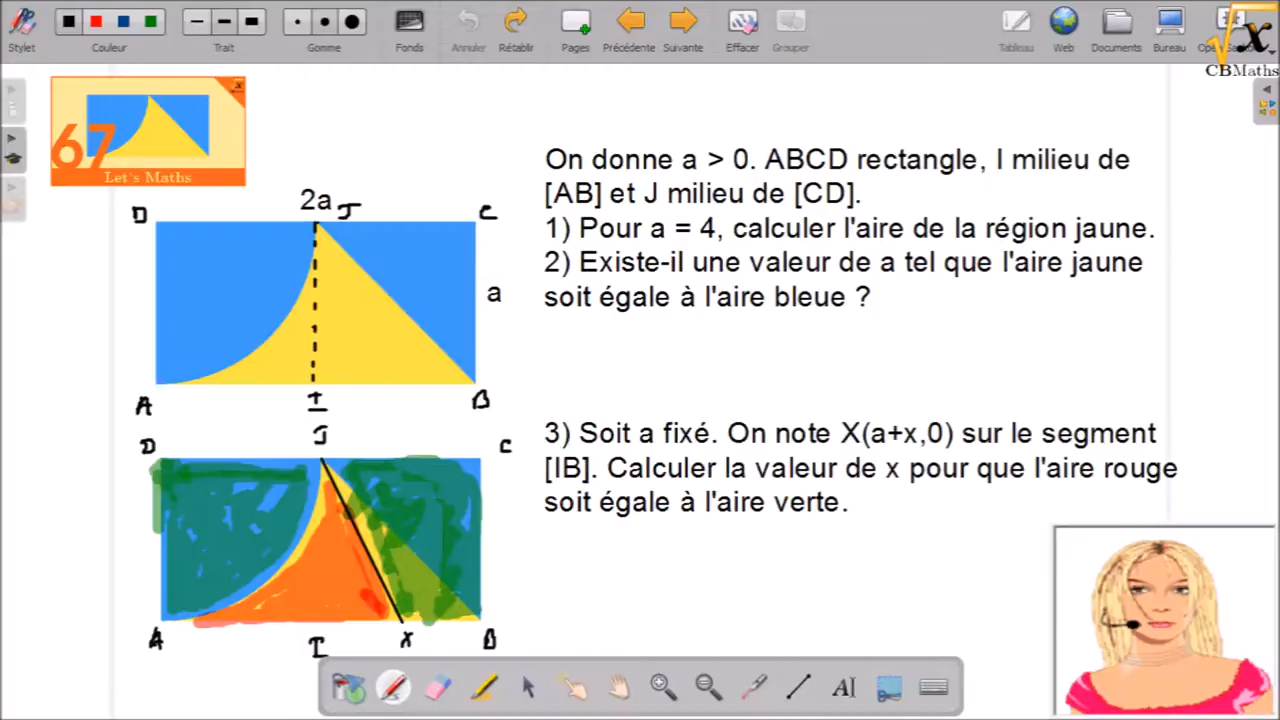 Stylet
Couleur
Trait
Gomme
Fonds
Annuler
Rétablir
Pages
Précédente
Suivante
Effacer
Grouper
Tableau
Web
Documents
Bureau
CBMaths
67
Let's Maths
On donne a > 0. ABCD rectangle, I milieu de
[AB] et J milieu de [CD].
1) Pour a = 4, calculer l'aire de la région jaune.
2) Existe-il une valeur de a tel que l'aire jaune
soit égale à l'aire bleue ?
D 2a J C
a
A I B
3) Soit a fixé. On note X(a+x,0) sur le segment
[IB]. Calculer la valeur de x pour que l'aire rouge
soit égale à l'aire verte.
D J C
A I X B